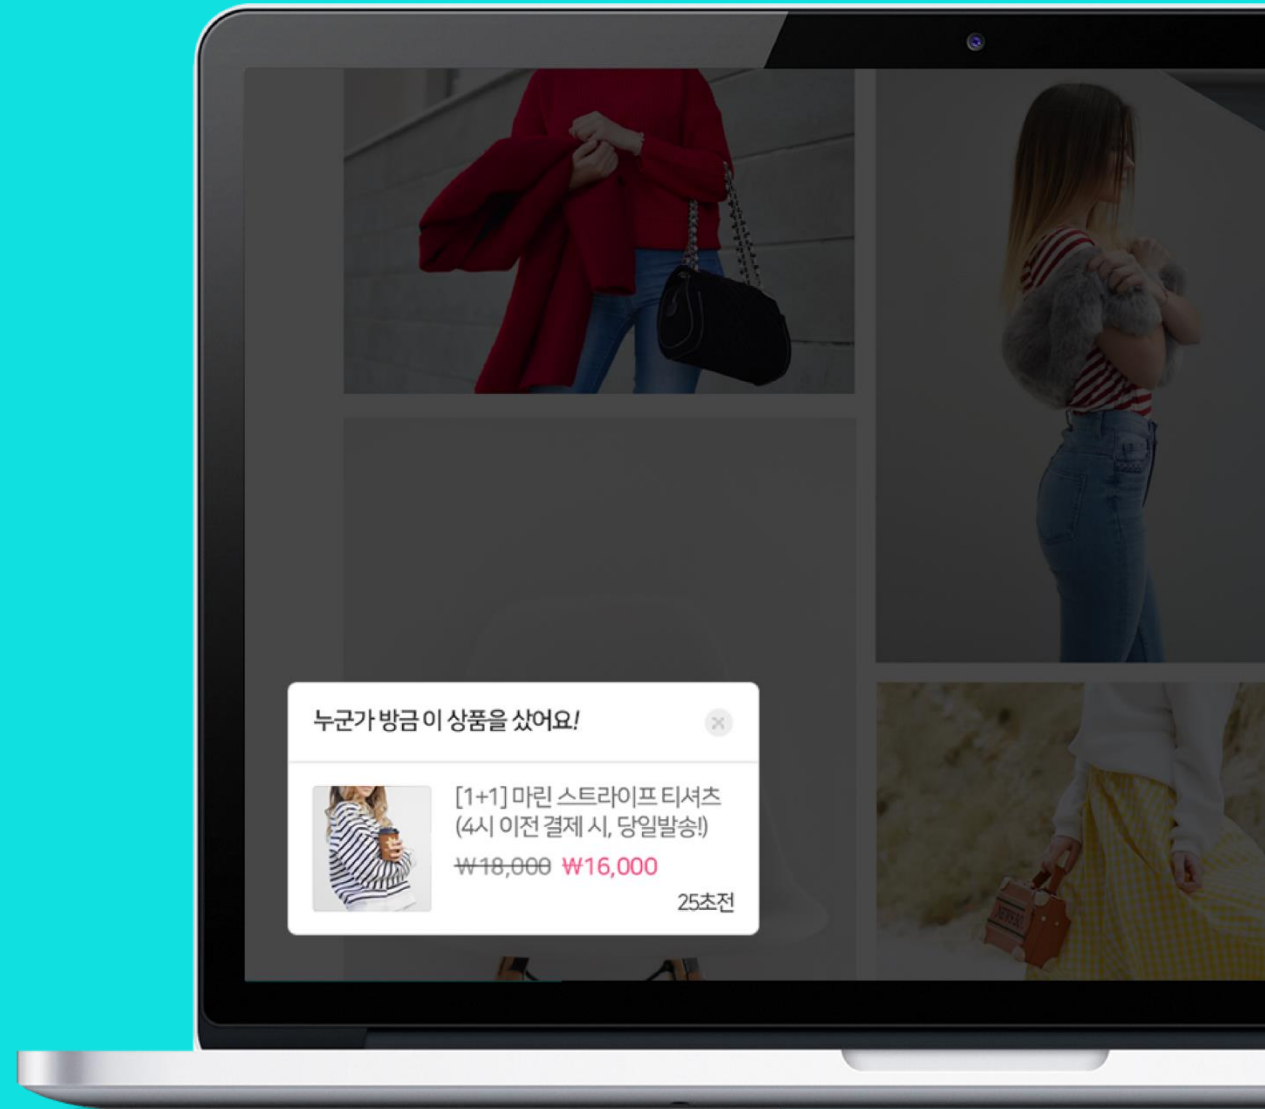 누군가 방금 이 상품을 샀어요!
[1+1] 마린 스트라이프 티셔츠
(4시 이전 결제 시, 당일발송!)
₩18,000 ₩16,000
25초전